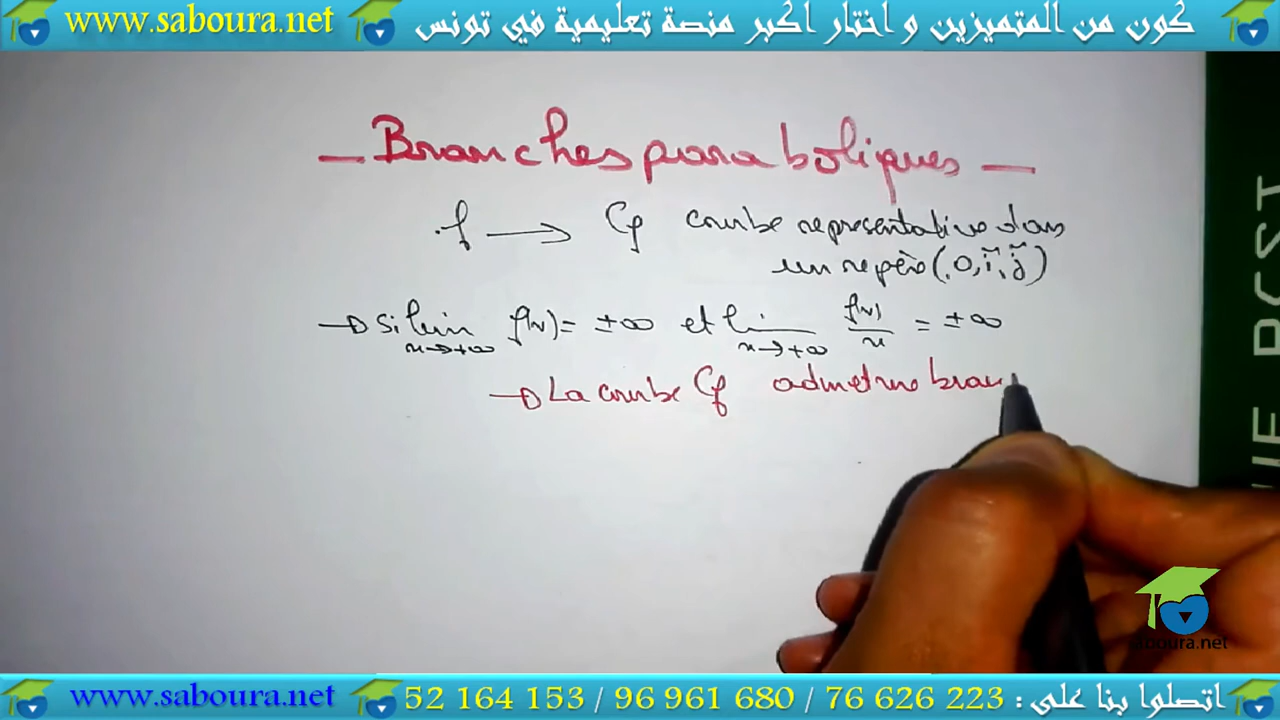 www.saboura.net كون من المتميزين و اختار اكبر منصة تعليمية في تونس
— Branches paraboliques —
f → Cf courbe representative dans
un repère (O, i, j)
→ Si lim x→+∞ f(x) = ±∞ et lim x→+∞ f(x)/x = ±∞
→ La courbe Cf admet une bran
saboura.net
www.saboura.net اتصلوا بنا على : 52 164 153 / 96 961 680 / 76 626 223